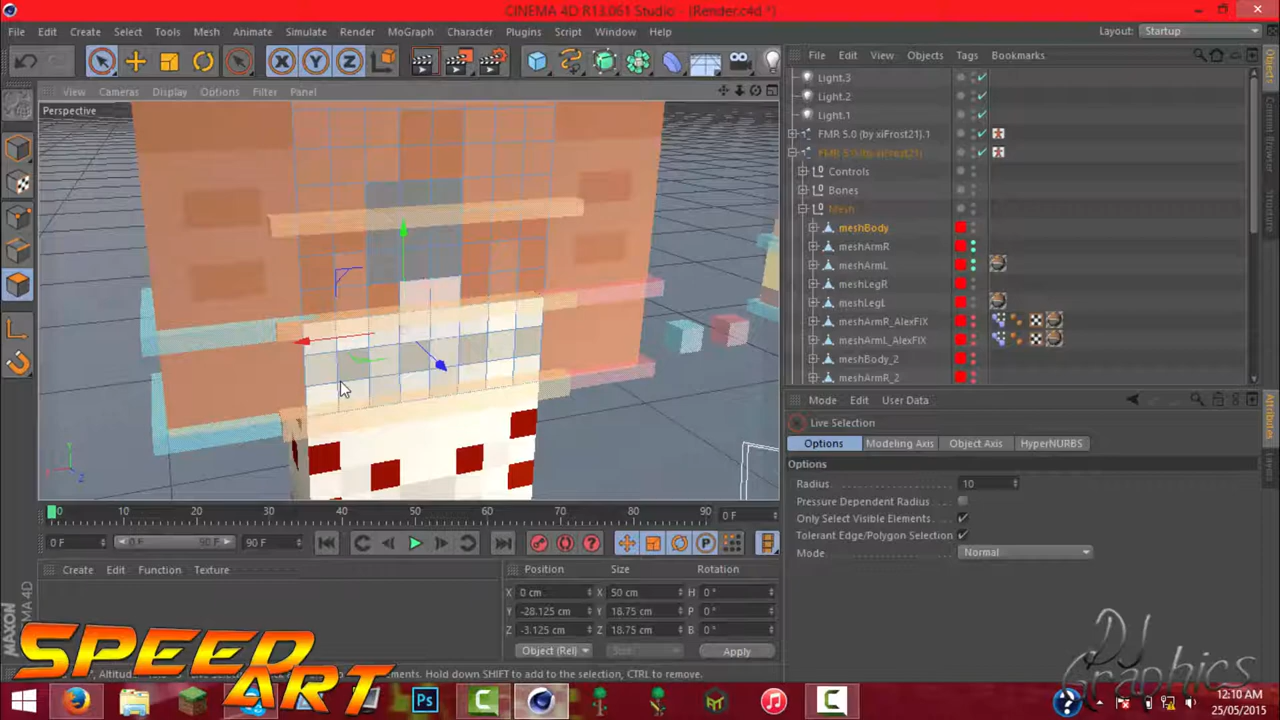 CINEMA 4D R13.061 Studio - [Render.c4d *]
File Edit Create Select Tools Mesh Animate Simulate Render MoGraph Character Plugins Script Window Help
Layout: Startup
View Cameras Display Options Filter Panel
Perspective
File Edit View Objects Tags Bookmarks
Light.3
Light.2
Light.1
FMR 5.0 (by xiFrost21).1
FMR 5.0 (by xiFrost21)
Controls
Bones
Mesh
meshBody
meshArmR
meshArmL
meshLegR
meshLegL
meshArmR_AlexFIX
meshArmL_AlexFIX
meshBody_2
meshArmR_2
Objects
Content Browser
Structure
Mode Edit User Data
Live Selection
Options Modeling Axis Object Axis HyperNURBS
Options
Radius 10
Pressure Dependent Radius
Only Select Visible Elements
Tolerant Edge/Polygon Selection
Mode Normal
Attributes
Layers
Y
X
Z
0 10 20 30 40 50 60 70 80 90 0 F
0 F 0 F 90 F 90 F
Create Edit Function Texture
Position Size Rotation
X 0 cm X 50 cm H 0 °
Y -28.125 cm Y 18.75 cm P 0 °
Z -3.125 cm Z 18.75 cm B 0 °
Object (Rel) Size Apply
MAXON
CINEMA 4D
Hold down SHIFT to add to the selection, CTRL to remove.
SPEED
ART
DJ
Graphics
Ps
12:10 AM
25/05/2015